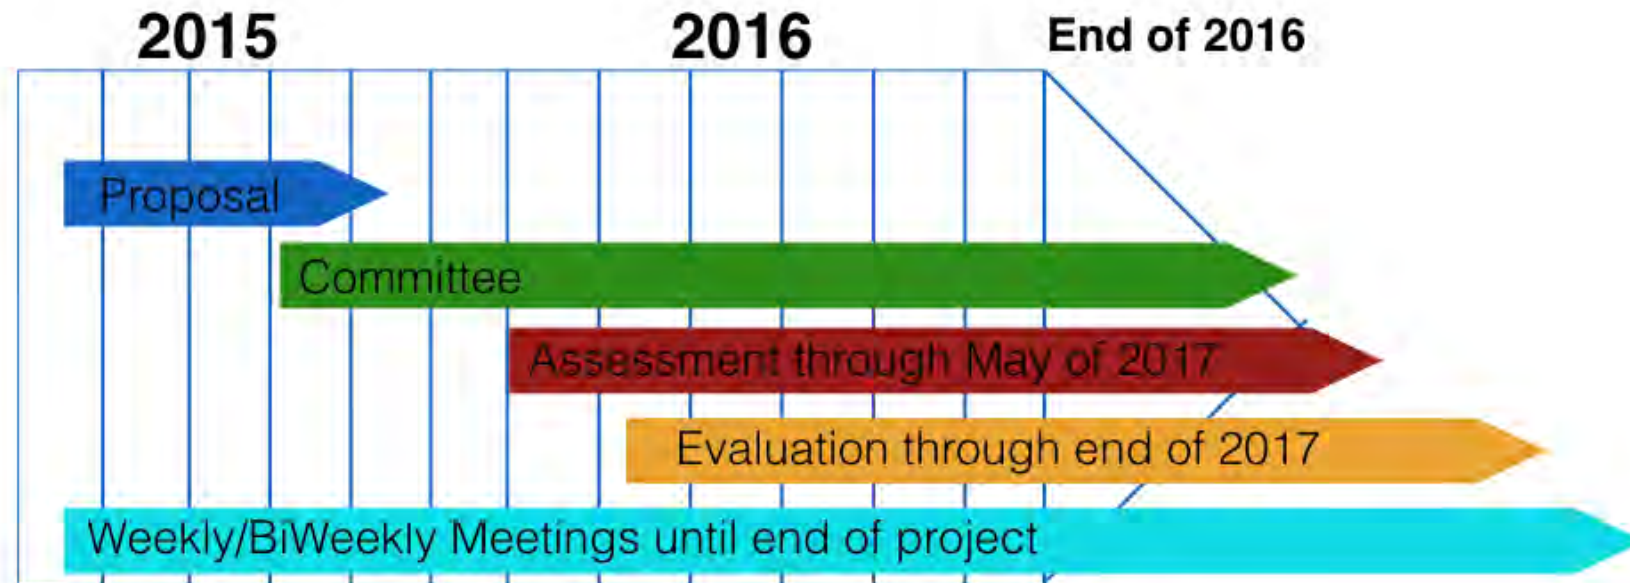 2015
2016
End of 2016
Proposal
Committee
Assessment through May of 2017
Evaluation through end of 2017
Weekly/BiWeekly Meetings until end of project